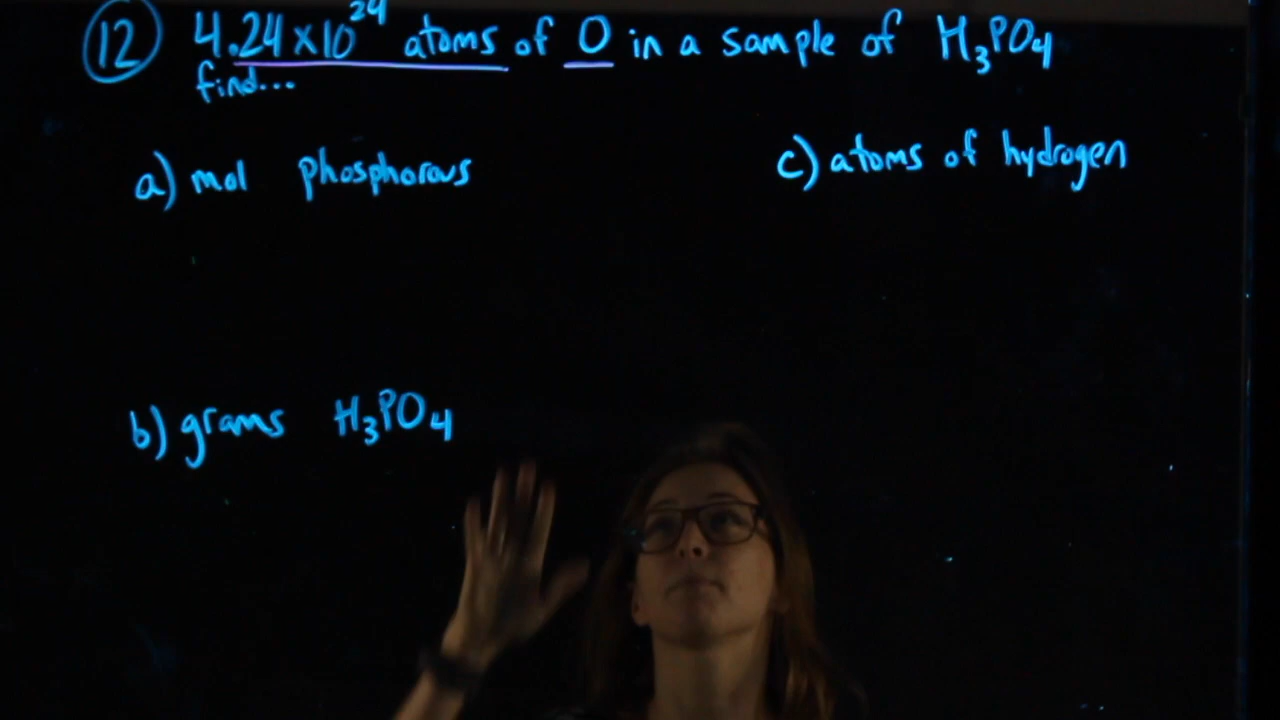 12 4.24×10²⁴ atoms of O in a sample of H₃PO₄
find...
a) mol phosphorous
c) atoms of hydrogen
b) grams H₃PO₄